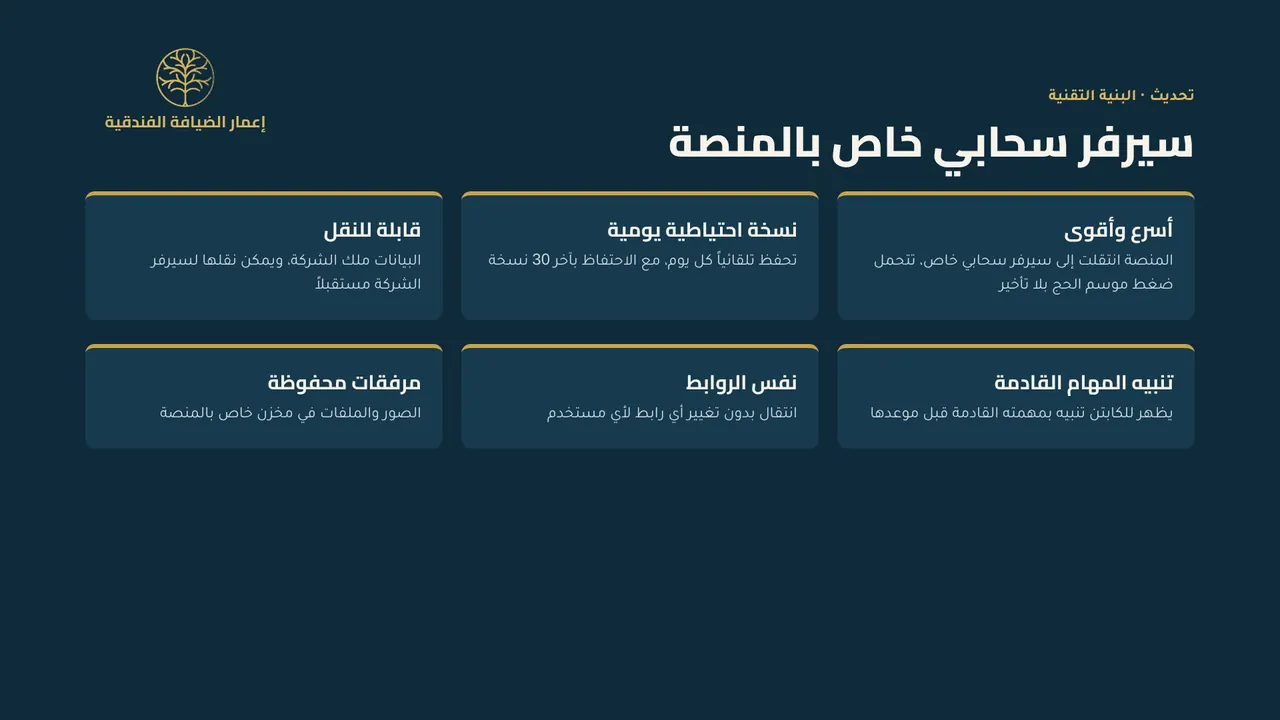 إعمار الضيافة الفندقية
تحديث · البنية التقنية
سيرفر سحابي خاص بالمنصة
أسرع وأقوى
المنصة انتقلت إلى سيرفر سحابي خاص، تتحمل
ضغط موسم الحج بلا تأخير
نسخة احتياطية يومية
تحفظ تلقائياً كل يوم، مع الاحتفاظ بآخر 30 نسخة
قابلة للنقل
البيانات ملك الشركة، ويمكن نقلها لسيرفر
الشركة مستقبلاً
تنبيه المهام القادمة
يظهر للكابتن تنبيه بمهمته القادمة قبل موعدها
نفس الروابط
انتقال بدون تغيير أي رابط لأي مستخدم
مرفقات محفوظة
الصور والملفات في مخزن خاص بالمنصة